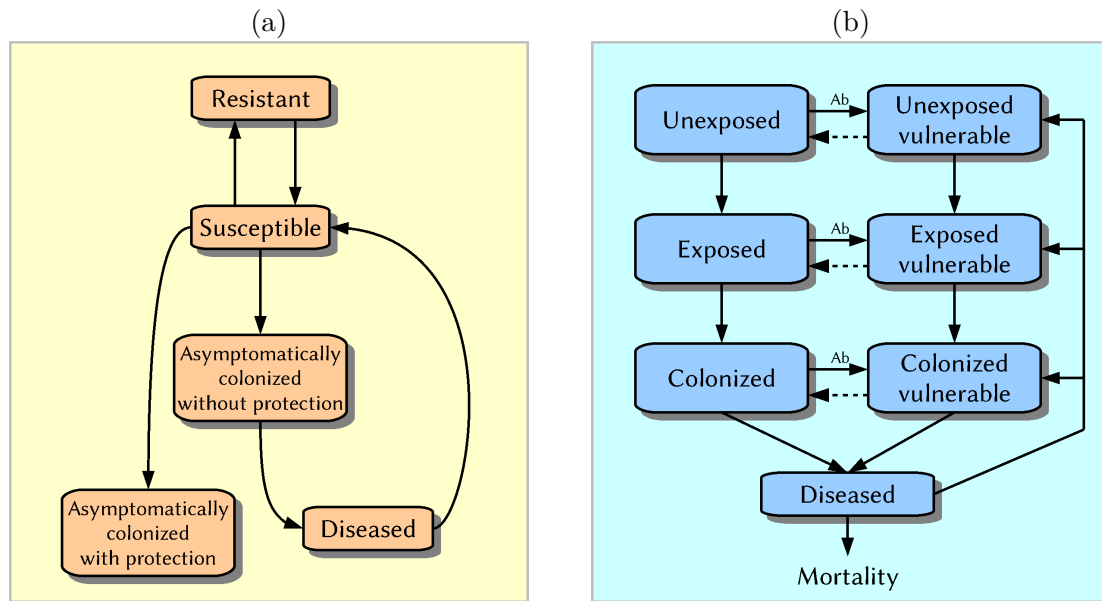 (a)
Resistant
Susceptible
Asymptomatically
colonized
without protection
Asymptomatically
colonized
with protection
Diseased
(b)
Unexposed
Ab
Unexposed
vulnerable
Exposed
Ab
Exposed
vulnerable
Colonized
Ab
Colonized
vulnerable
Diseased
Mortality